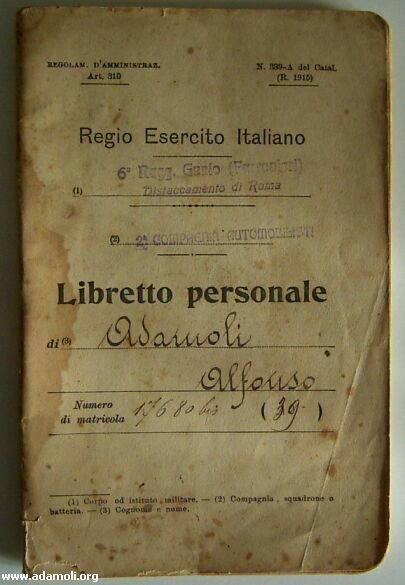 REGOLAM. D'AMMINISTRAZ.
Art. 310
N. 339-A del Catal.
(R. 1915)
Regio Esercito Italiano
6° Regg. Genio (Ferrovieri)
(1) Distaccamento di Roma
(2) 2ª COMPAGNIA AUTOMOBILISTI
Libretto personale
di (3) Adamoli
Alfonso
Numero
di matricola 17680 bis (39)
(1) Corpo od istituto militare. — (2) Compagnia, squadrone o
batteria. — (3) Cognome e nome.
www.adamoli.org